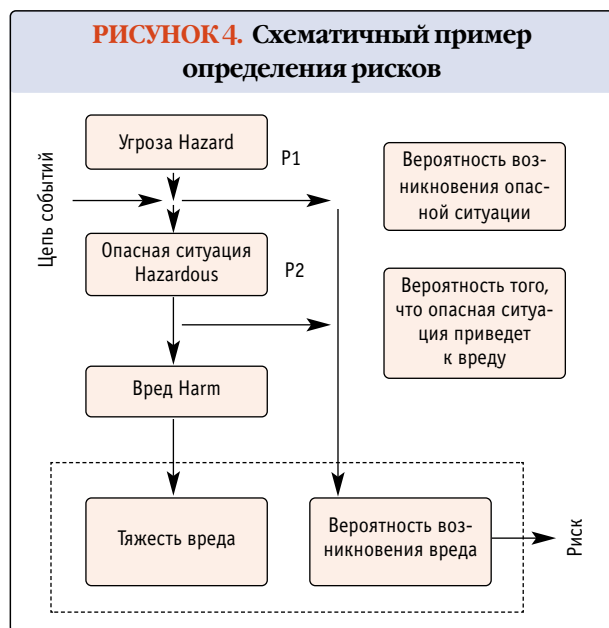 РИСУНОК 4. Схематичный пример
определения рисков
Угроза Hazard
P1
Вероятность воз-
никновения опас-
ной ситуации
Цепь событий
Опасная ситуация
Hazardous
P2
Вероятность того,
что опасная ситуа-
ция приведет
к вреду
Вред Harm
Тяжесть вреда
Вероятность воз-
никновения вреда
Риск